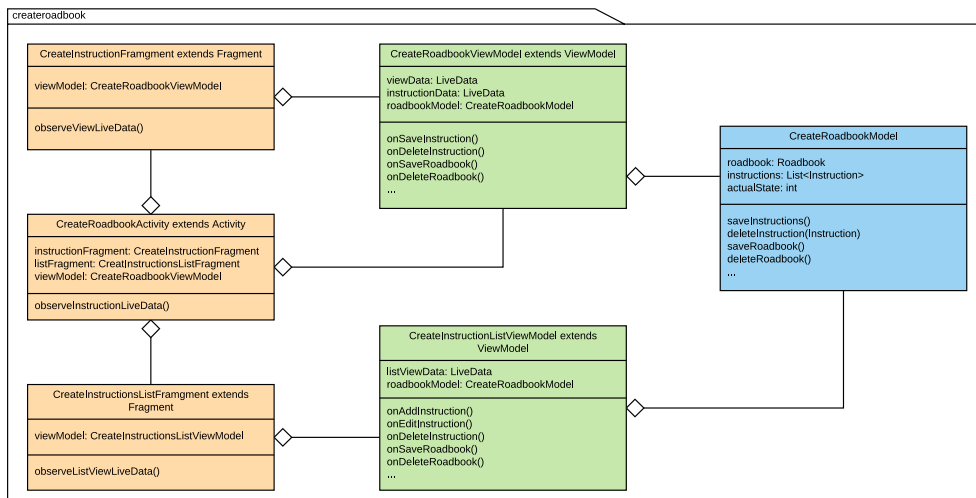 createroadbook
CreateInstructionFramgment extends Fragment
viewModel: CreateRoadbookViewModel
observeViewLiveData()
CreateRoadbookViewModel extends ViewModel
viewData: LiveData
instructionData: LiveData
roadbookModel: CreateRoadbookModel
onSaveInstruction()
onDeleteInstruction()
onSaveRoadbook()
onDeleteRoadbook()
...
CreateRoadbookModel
roadbook: Roadbook
instructions: List<Instruction>
actualState: int
saveInstructions()
deleteInstruction(Instruction)
saveRoadbook()
deleteRoadbook()
...
CreateRoadbookActivity extends Activity
instructionFragment: CreateInstructionFragment
listFragment: CreatInstructionsListFragment
viewModel: CreateRoadbookViewModel
observeInstructionLiveData()
CreateInstructionListViewModel extends
ViewModel
listViewData: LiveData
roadbookModel: CreateRoadbookModel
onAddInstruction()
onEditInstruction()
onDeleteInstruction()
onSaveRoadbook()
onDeleteRoadbook()
...
CreateInstructionsListFramgment extends
Fragment
viewModel: CreateInstructionsListViewModel
observeListViewLiveData()